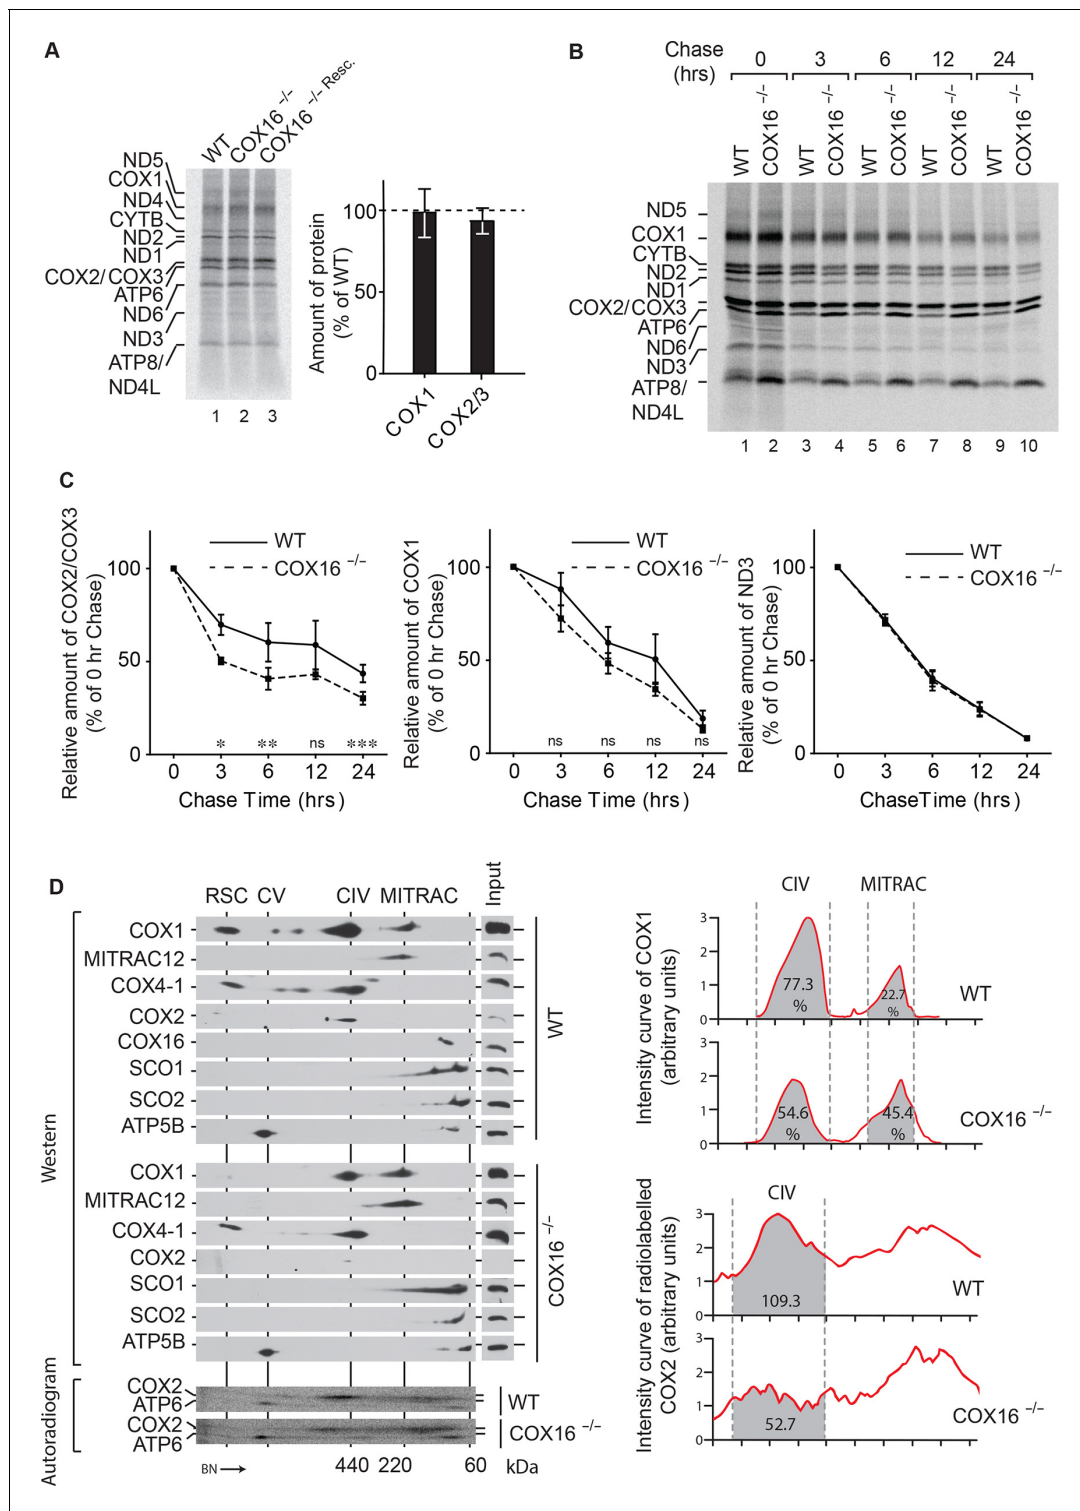 A
WT
COX16 -/-
COX16 -/- Resc.
ND5
COX1
ND4
CYTB
ND2
ND1
COX2/COX3
ATP6
ND6
ND3
ATP8/
ND4L
1 2 3
Amount of protein
(% of WT)
100
50
0
COX1
COX2/3
B
Chase
(hrs)
0 3 6 12 24
WT COX16 -/- WT COX16 -/- WT COX16 -/- WT COX16 -/- WT COX16 -/-
ND5
COX1
CYTB
ND2
ND1
COX2/COX3
ATP6
ND6
ND3
ATP8/
ND4L
1 2 3 4 5 6 7 8 9 10
C
Relative amount of COX2/COX3
(% of 0 hr Chase)
100
50
0
WT
COX16 -/-
* ** ns ***
0 3 6 12 24
Chase Time (hrs)
Relative amount of COX1
(% of 0 hr Chase)
100
50
0
WT
COX16 -/-
ns ns ns ns
0 3 6 12 24
Chase Time (hrs)
Relative amount of ND3
(% of 0 hr Chase)
100
50
0
WT
COX16 -/-
0 3 6 12 24
ChaseTime (hrs)
D
RSC CV CIV MITRAC Input
Western
COX1
MITRAC12
COX4-1
COX2
COX16
SCO1
SCO2
ATP5B
WT
COX1
MITRAC12
COX4-1
COX2
SCO1
SCO2
ATP5B
COX16 -/-
Autoradiogram
COX2
ATP6
WT
COX2
ATP6
COX16 -/-
BN
440 220 60 kDa
CIV MITRAC
Intensity curve of COX1
(arbitrary units)
3
2
1
0
77.3
%
22.7
%
WT
3
2
1
0
54.6
%
45.4
%
COX16 -/-
CIV
Intensity curve of radiolabelled
COX2 (arbitrary units)
3
2
1
0
109.3
WT
3
2
1
0
52.7
COX16 -/-